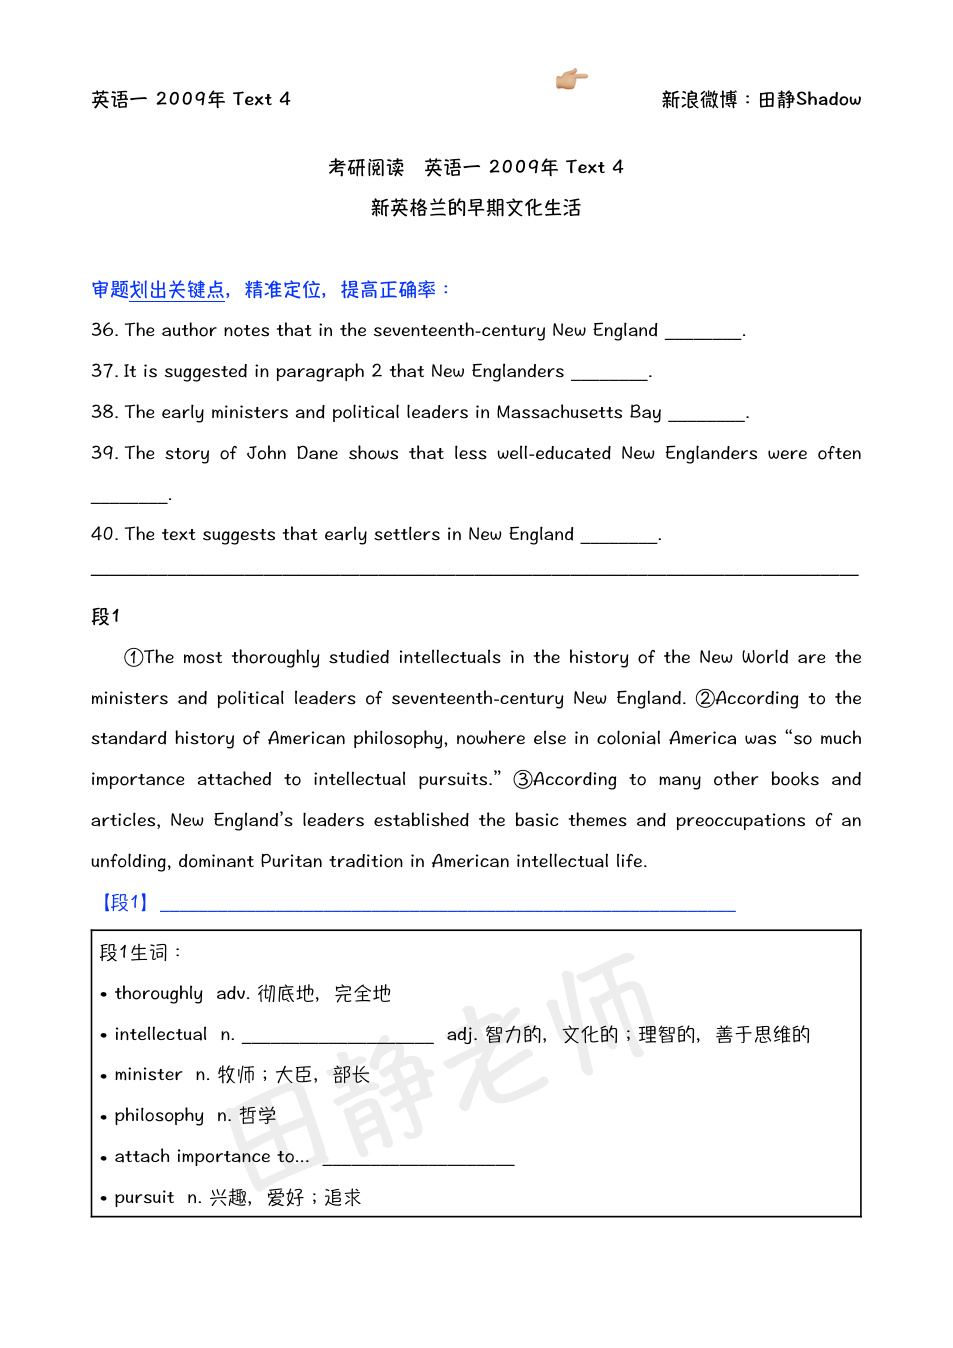 英语一 2009年 Text 4 新浪微博：田静Shadow
考研阅读 英语一 2009年 Text 4
新英格兰的早期文化生活
审题划出关键点，精准定位，提高正确率：
36. The author notes that in the seventeenth-century New England ________.
37. It is suggested in paragraph 2 that New Englanders ________.
38. The early ministers and political leaders in Massachusetts Bay ________.
39. The story of John Dane shows that less well-educated New Englanders were often
________.
40. The text suggests that early settlers in New England ________.
段1
①The most thoroughly studied intellectuals in the history of the New World are the
ministers and political leaders of seventeenth-century New England. ②According to the
standard history of American philosophy, nowhere else in colonial America was “so much
importance attached to intellectual pursuits.” ③According to many other books and
articles, New England’s leaders established the basic themes and preoccupations of an
unfolding, dominant Puritan tradition in American intellectual life.
【段1】____________________________________________________________
段1生词：
• thoroughly adv. 彻底地，完全地
• intellectual n. ____________________ adj. 智力的，文化的；理智的，善于思维的
• minister n. 牧师；大臣，部长
• philosophy n. 哲学
• attach importance to... ____________________
• pursuit n. 兴趣，爱好；追求
田静老师